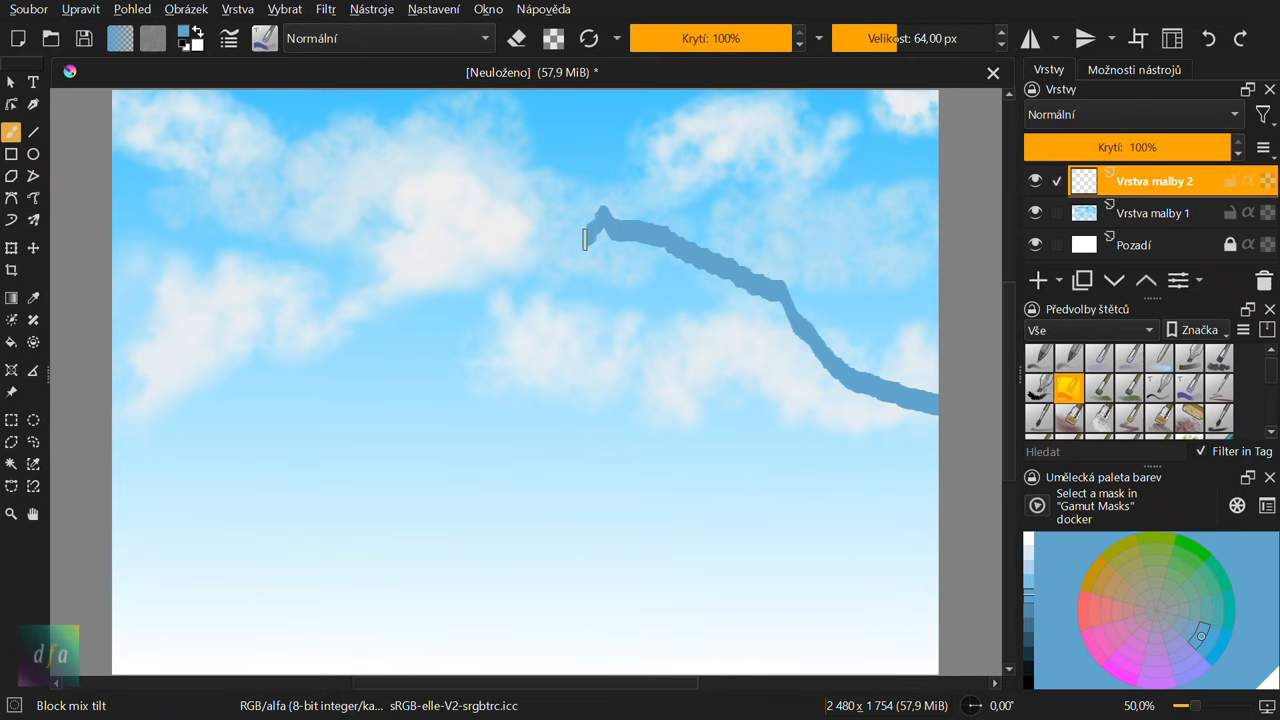 Soubor Upravit Pohled Obrázek Vrstva Vybrat Filtr Nástroje Nastavení Okno Nápověda
Normální Krytí: 100% Velikost: 64,00 px
[Neuloženo] (57,9 MiB) *
Vrstvy Možnosti nástrojů
Vrstvy
Normální
Krytí: 100%
Vrstva malby 2
Vrstva malby 1
Pozadí
Předvolby štětců
Vše Značka
Hledat Filter in Tag
Umělecká paleta barev
Select a mask in
"Gamut Masks"
docker
dfa
Block mix tilt RGB/alfa (8-bit integer/ka... sRGB-elle-V2-srgbtrc.icc 2 480 x 1 754 (57,9 MiB) 0,00° 50,0%